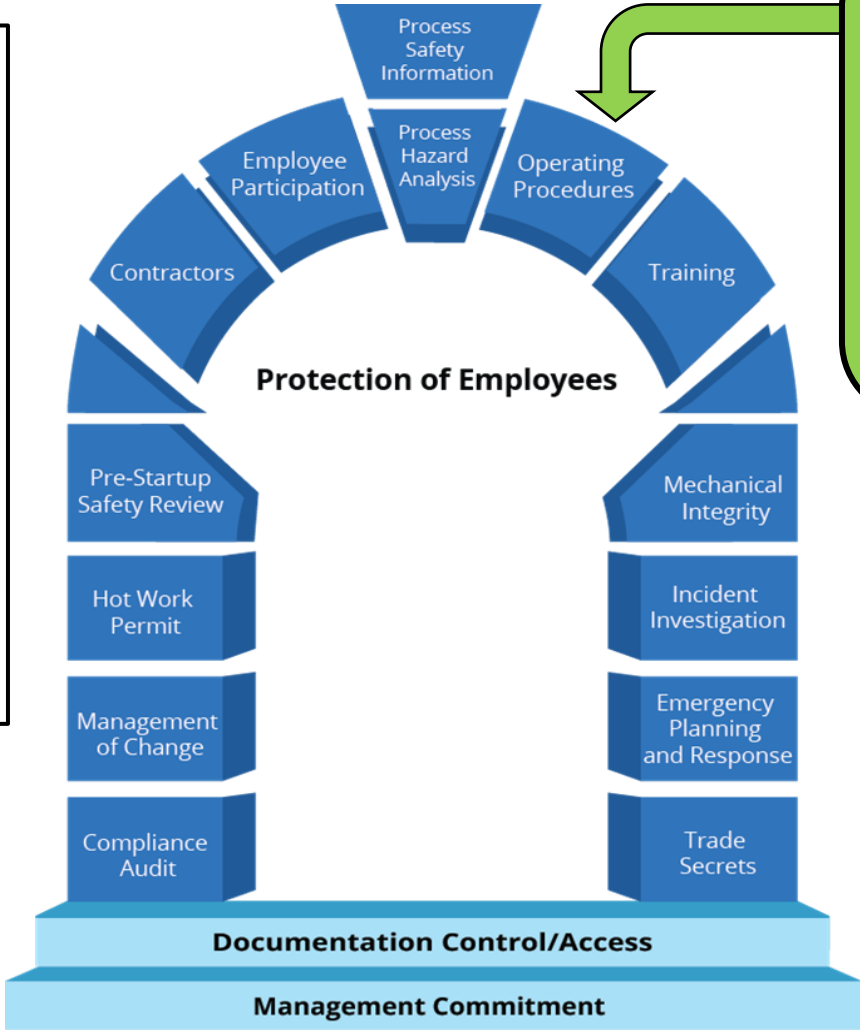 Process
Safety
Information
Process
Hazard
Analysis
Employee
Participation
Operating
Procedures
Contractors
Training
Protection of Employees
Pre-Startup
Safety Review
Mechanical
Integrity
Hot Work
Permit
Incident
Investigation
Management
of Change
Emergency
Planning
and Response
Compliance
Audit
Trade
Secrets
Documentation Control/Access
Management Commitment